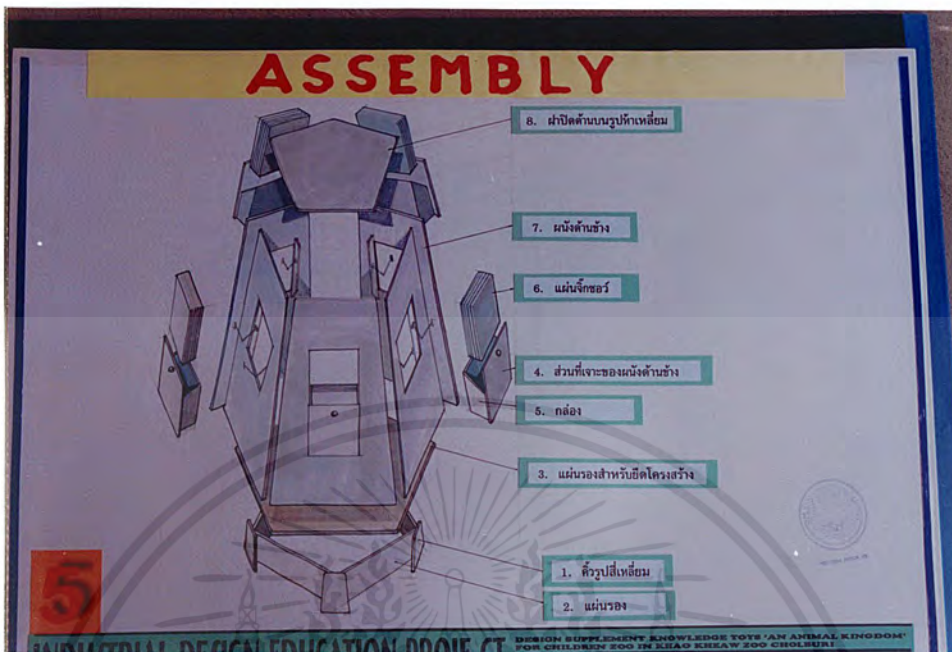 ASSEMBLY
8. ฝาปิดด้านบนรูปห้าเหลี่ยม
7. ผนังด้านข้าง
6. แผ่นจิ๊กซอว์
4. ส่วนที่เจาะของผนังด้านข้าง
5. กล่อง
3. แผ่นรองสำหรับยึดโครงสร้าง
1. คิ้วรูปสี่เหลี่ยม
2. แผ่นรอง
5
INDUSTRIAL DESIGN EDUCATION PROJECT
DESIGN SUPPLEMENT KNOWLEDGE TOYS 'AN ANIMAL KINGDOM'
FOR CHILDREN ZOO IN KHAO KHEAW ZOO CHOLBURI